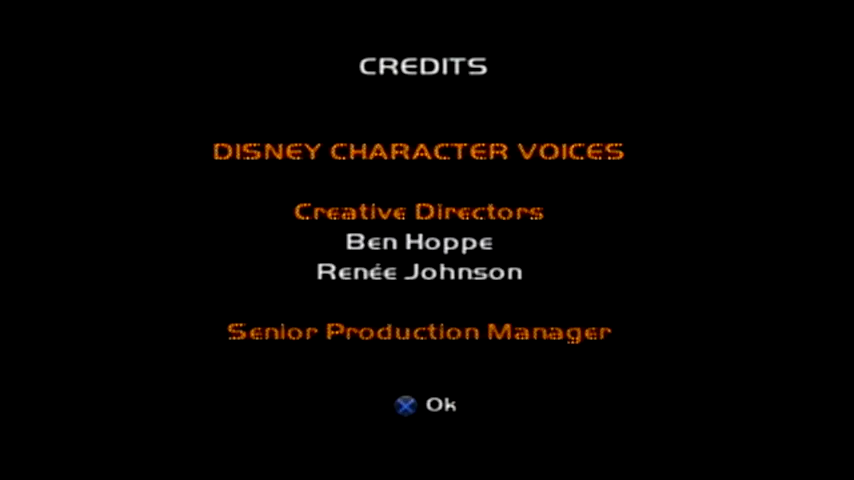 CREDITS
DISNEY CHARACTER VOICES
Creative Directors
Ben Hoppe
Renée Johnson
Senior Production Manager
Ok